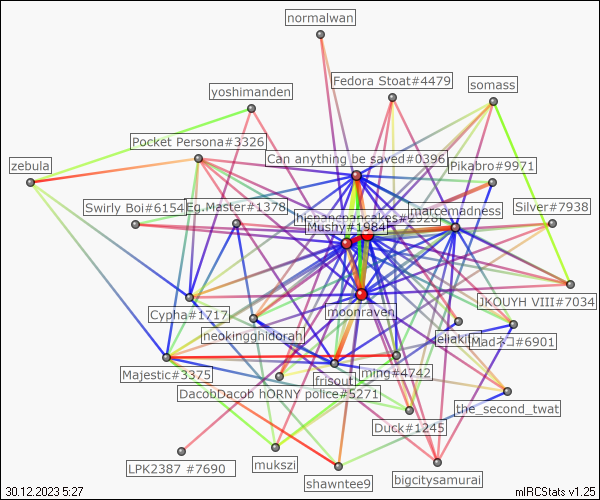 normalwan
Fedora Stoat#4479
somass
yoshimanden
Pocket Persona#3326
Can anything be saved#0396
zebula
Pikabro#9971
Swirly Boi#6154
Eg.Master#1378
marcemadness
Silver#7938
Mushy#1984
JKOUYH VIII#7034
Cypha#1717
moonraven
neokingghidorah
Madネコ#6901
Majestic#3375
frisout
ming#4742
DacobDacob hORNY police#5271
the_second_twat
Duck#1245
LPK2387 #7690
mukszi
shawntee9
bigcitysamurai
30.12.2023 5:27
mIRCStats v1.25